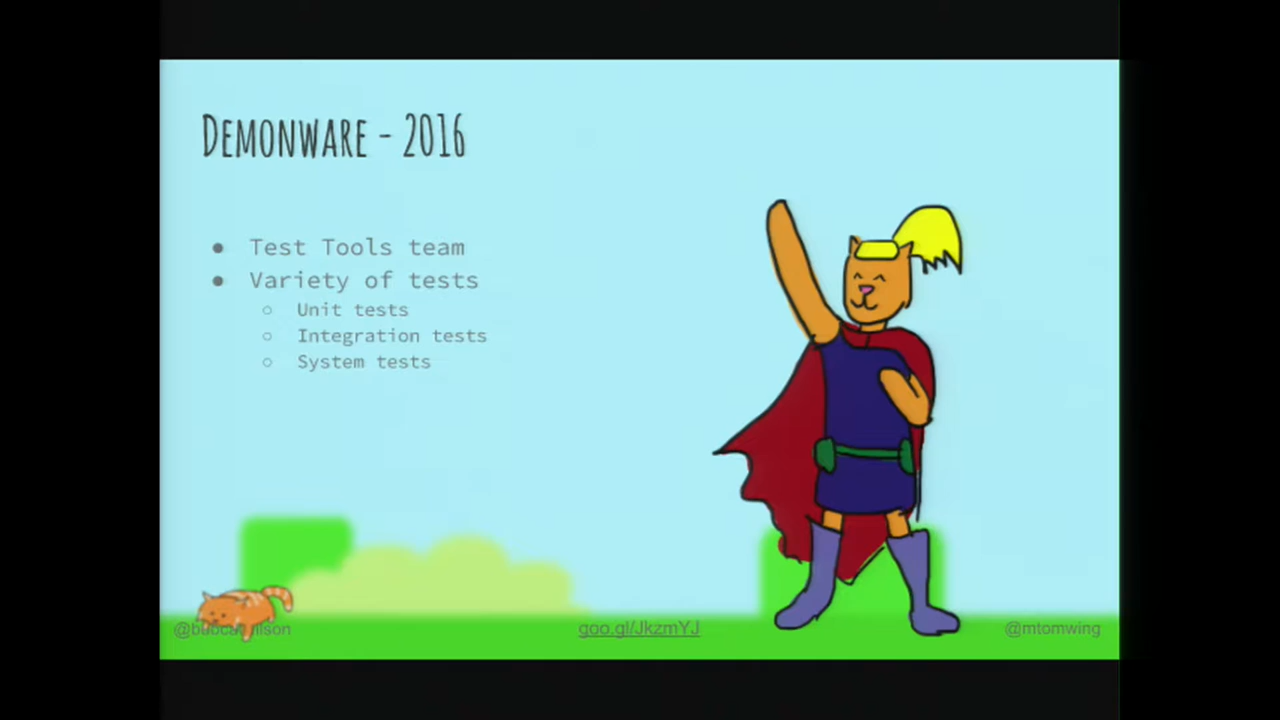 DEMONWARE - 2016
● Test Tools team
● Variety of tests
○ Unit tests
○ Integration tests
○ System tests
goo.gl/JkzmYJ
@mtomwing